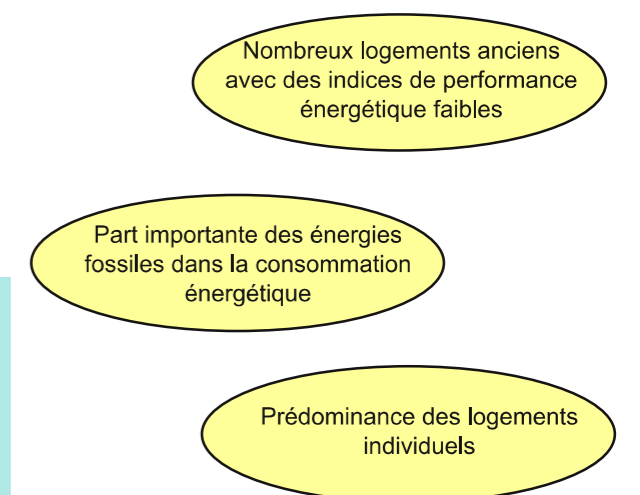 Nombreux logements anciens
avec des indices de performance
énergétique faibles
Part importante des énergies
fossiles dans la consommation
énergétique
Prédominance des logements
individuels